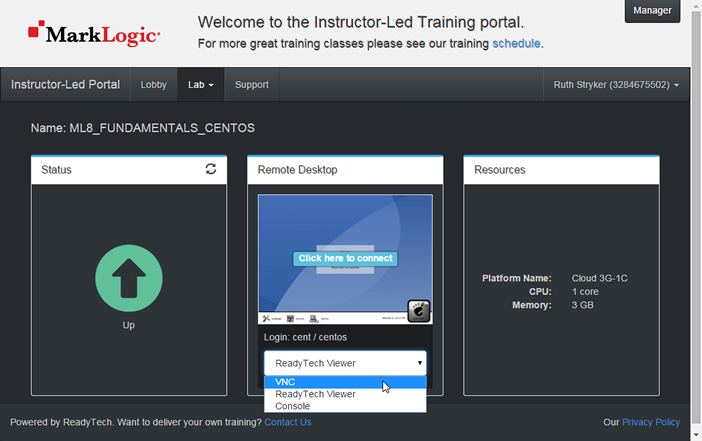 Manager
MarkLogic
Welcome to the Instructor-Led Training portal.
For more great training classes please see our training schedule.
Instructor-Led Portal Lobby Lab Support Ruth Stryker (3284675502)
Name: ML8_FUNDAMENTALS_CENTOS
Status
Up
Remote Desktop
Click here to connect
Login: cent / centos
ReadyTech Viewer
VNC
ReadyTech Viewer
Console
Resources
Platform Name: Cloud 3G-1C
CPU: 1 core
Memory: 3 GB
Powered by ReadyTech. Want to deliver your own training? Contact Us
Our Privacy Policy